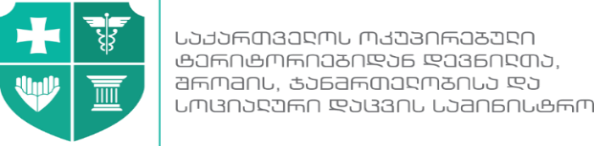 საქართველოს ოკუპირებული
ტერიტორიებიდან დევნილთა,
შრომის, ჯანმრთელობისა და
სოციალური დაცვის სამინისტრო